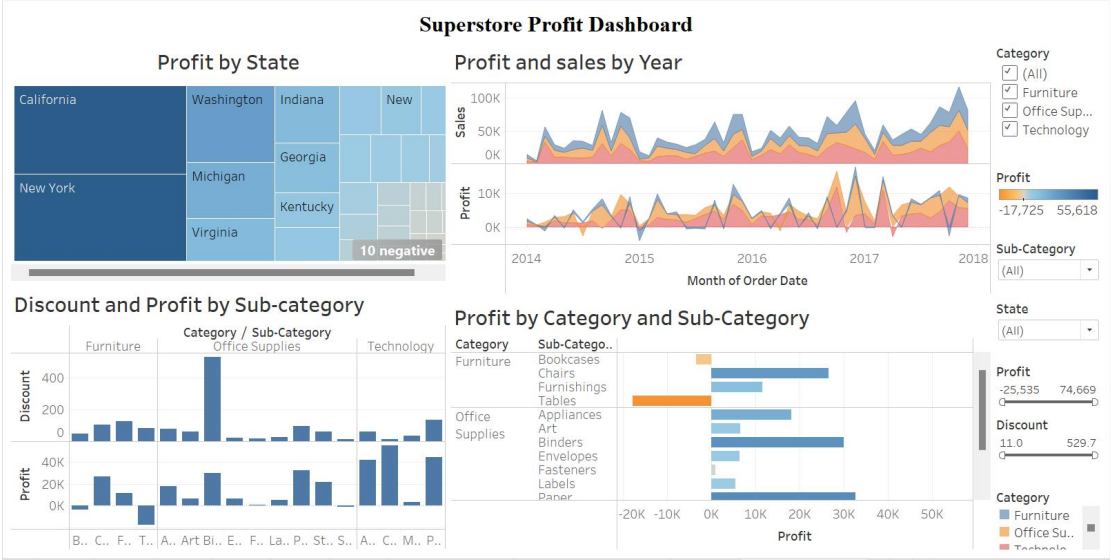 Superstore Profit Dashboard
Profit by State
California
New York
Washington
Michigan
Virginia
Indiana
Georgia
Kentucky
New
10 negative
Profit and sales by Year
Sales
100K
50K
0K
Profit
10K
0K
2014 2015 2016 2017 2018
Month of Order Date
Category
(All)
Furniture
Office Sup...
Technology
Profit
-17,725 55,618
Sub-Category
(All)
State
(All)
Profit
-25,535 74,669
Discount
11.0 529.7
Category
Furniture
Office Su..
Technolo
Discount and Profit by Sub-category
Category / Sub-Category
Furniture Office Supplies Technology
Discount
400
200
0
Profit
40K
20K
0K
B.. C.. F.. T.. A.. Art Bi.. E.. F.. La.. P.. St.. S.. A.. C.. M.. P..
Profit by Category and Sub-Category
Category Sub-Catego..
Furniture Bookcases
Chairs
Furnishings
Tables
Office Supplies Appliances
Art
Binders
Envelopes
Fasteners
Labels
Paper
-20K -10K 0K 10K 20K 30K 40K 50K
Profit